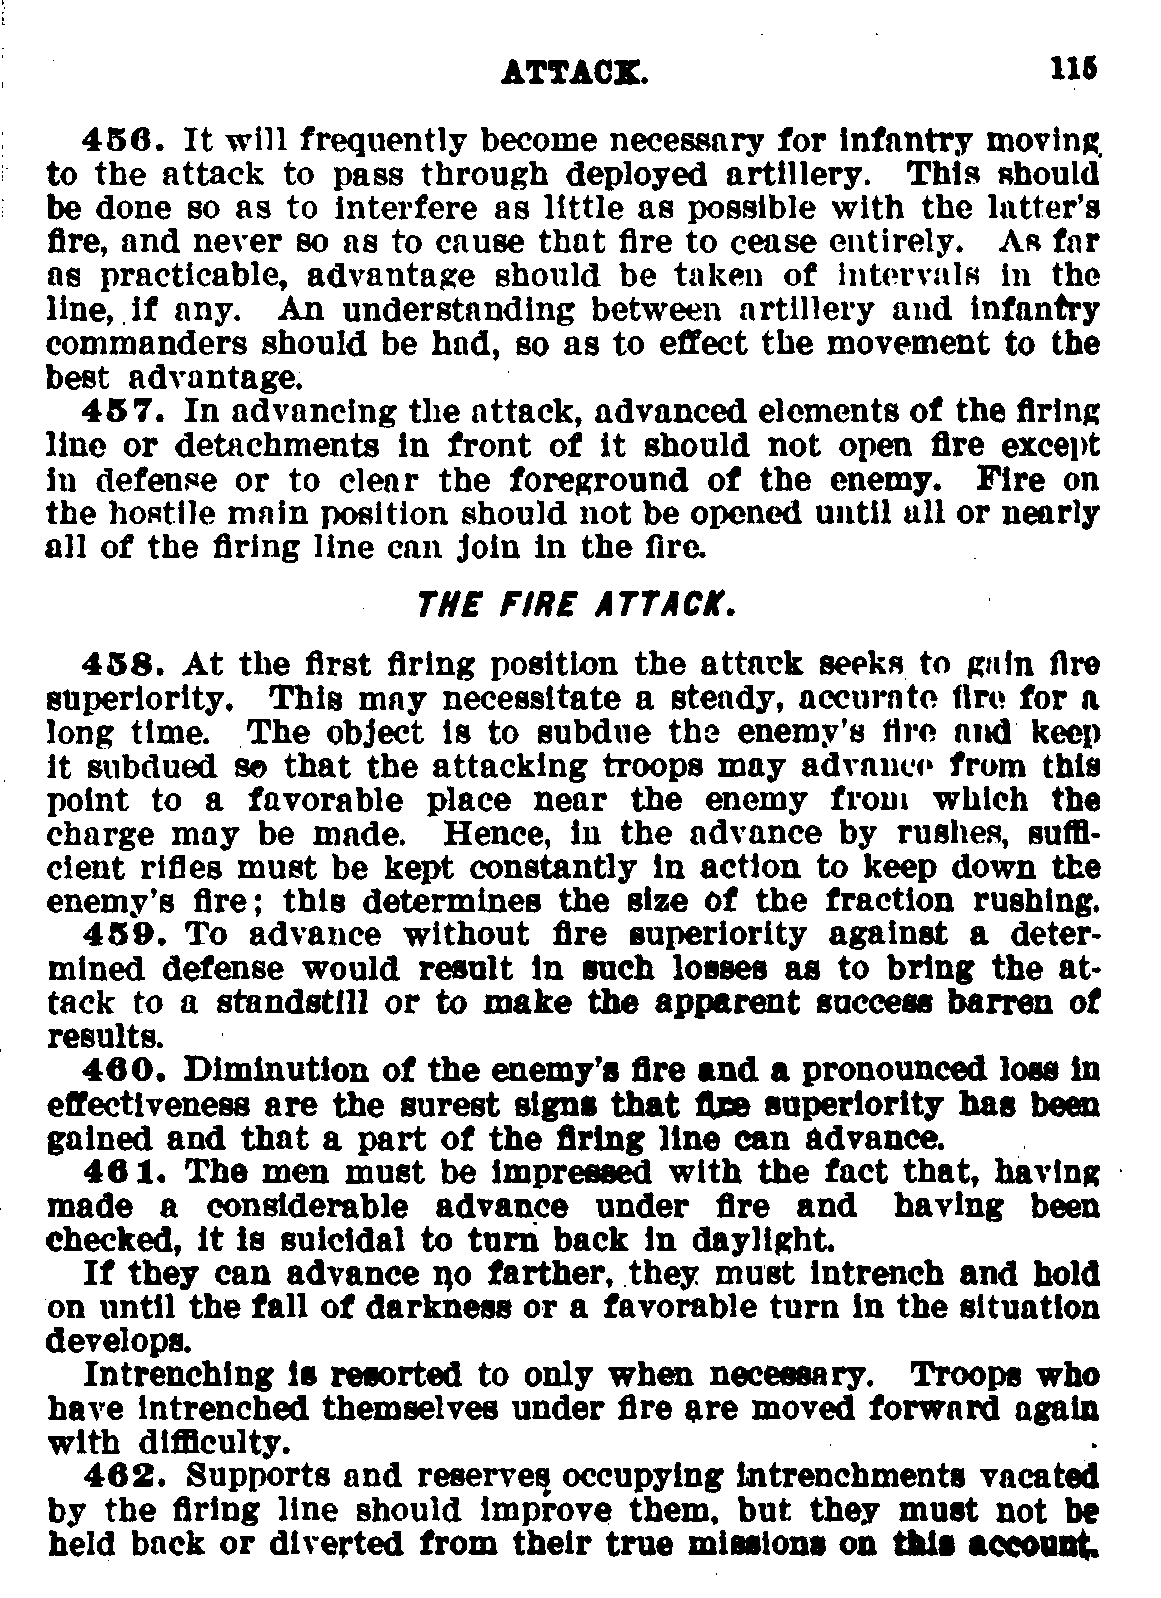 ATTACK. 115
456. It will frequently become necessary for infantry moving
to the attack to pass through deployed artillery. This should
be done so as to interfere as little as possible with the latter's
fire, and never so as to cause that fire to cease entirely. As far
as practicable, advantage should be taken of intervals in the
line, if any. An understanding between artillery and infantry
commanders should be had, so as to effect the movement to the
best advantage.
457. In advancing the attack, advanced elements of the firing
line or detachments in front of it should not open fire except
in defense or to clear the foreground of the enemy. Fire on
the hostile main position should not be opened until all or nearly
all of the firing line can join in the fire.
THE FIRE ATTACK.
458. At the first firing position the attack seeks to gain fire
superiority. This may necessitate a steady, accurate fire for a
long time. The object is to subdue the enemy's fire and keep
it subdued so that the attacking troops may advance from this
point to a favorable place near the enemy from which the
charge may be made. Hence, in the advance by rushes, suffi-
cient rifles must be kept constantly in action to keep down the
enemy's fire; this determines the size of the fraction rushing.
459. To advance without fire superiority against a deter-
mined defense would result in such losses as to bring the at-
tack to a standstill or to make the apparent success barren of
results.
460. Diminution of the enemy's fire and a pronounced loss in
effectiveness are the surest signs that fire superiority has been
gained and that a part of the firing line can advance.
461. The men must be impressed with the fact that, having
made a considerable advance under fire and having been
checked, it is suicidal to turn back in daylight.
If they can advance no farther, they must intrench and hold
on until the fall of darkness or a favorable turn in the situation
develops.
Intrenching is resorted to only when necessary. Troops who
have intrenched themselves under fire are moved forward again
with difficulty.
462. Supports and reserves occupying intrenchments vacated
by the firing line should improve them, but they must not be
held back or diverted from their true missions on this account.